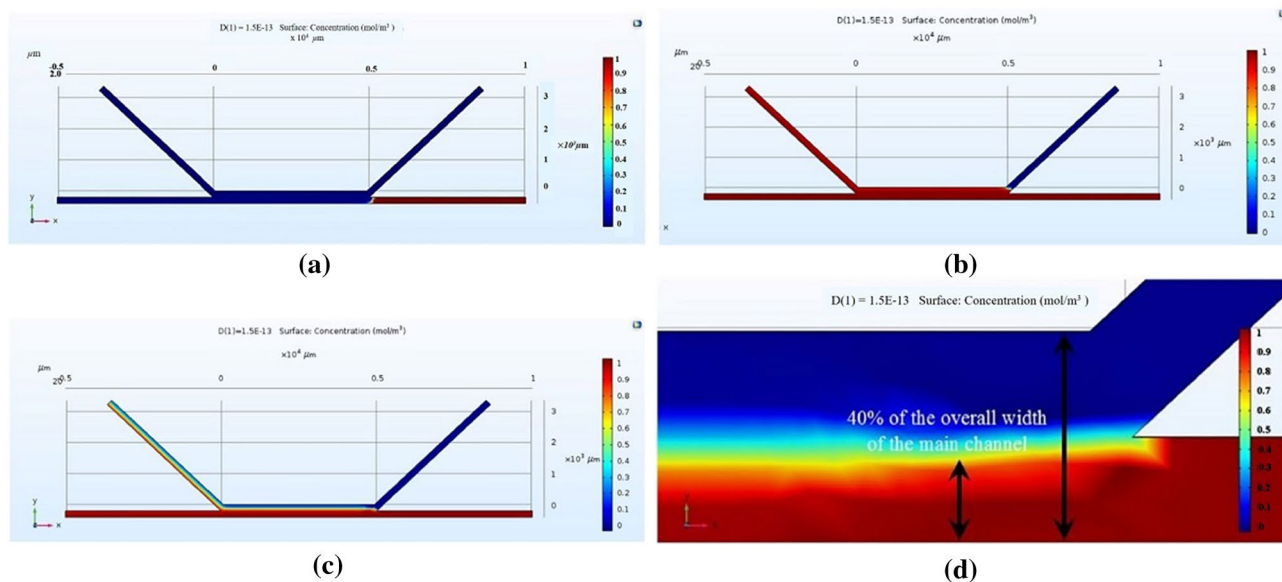 D(1) = 1.5E-13 Surface: Concentration (mol/m³ )
x 10⁴ µm
µm
-0.5 0 0.5 1
2.0
3
2
1
0
×10³µm
1
0.9
0.8
0.7
0.6
0.5
0.4
0.3
0.2
0.1
0
y
x
(a)
D(1)=1.5E-13 Surface: Concentration (mol/m³)
×10⁴ µm
µm
-0.5 0 0.5 1
20
3
2
1
0
×10³ µm
1
0.9
0.8
0.7
0.6
0.5
0.4
0.3
0.2
0.1
0
y
x
x
(b)
D(1)=1.5E-13 Surface: Concentration (mol/m³)
×10⁴ µm
µm
-0.5 0 0.5 1
20
3
2
1
0
×10³ µm
1
0.9
0.8
0.7
0.6
0.5
0.4
0.3
0.2
0.1
0
y
x
(c)
D(1) = 1.5E-13 Surface: Concentration (mol/m³ )
40% of the overall width
of the main channel
1
0.9
0.8
0.7
0.6
0.5
0.4
0.3
0.2
0.1
0
x
(d)